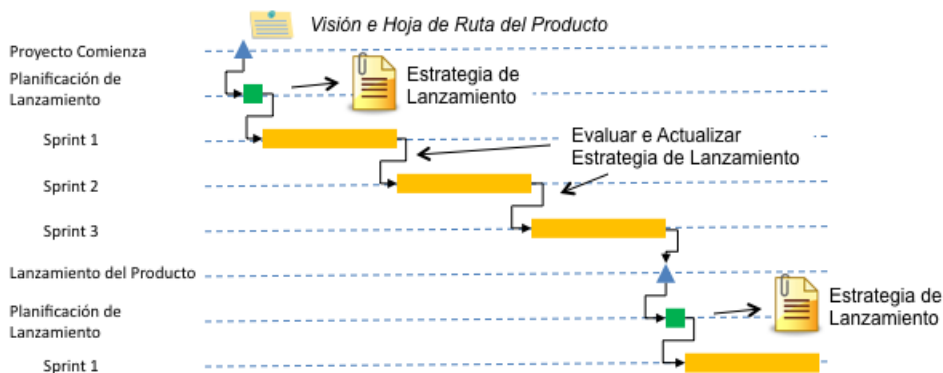 Visión e Hoja de Ruta del Producto
Proyecto Comienza
Planificación de
Lanzamiento
Estrategia de
Lanzamiento
Sprint 1
Evaluar e Actualizar
Estrategia de Lanzamiento
Sprint 2
Sprint 3
Lanzamiento del Producto
Planificación de
Lanzamiento
Estrategia de
Lanzamiento
Sprint 1